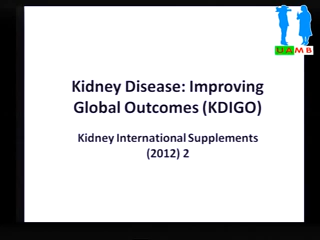 UAMB
Kidney Disease: Improving
Global Outcomes (KDIGO)
Kidney International Supplements
(2012) 2